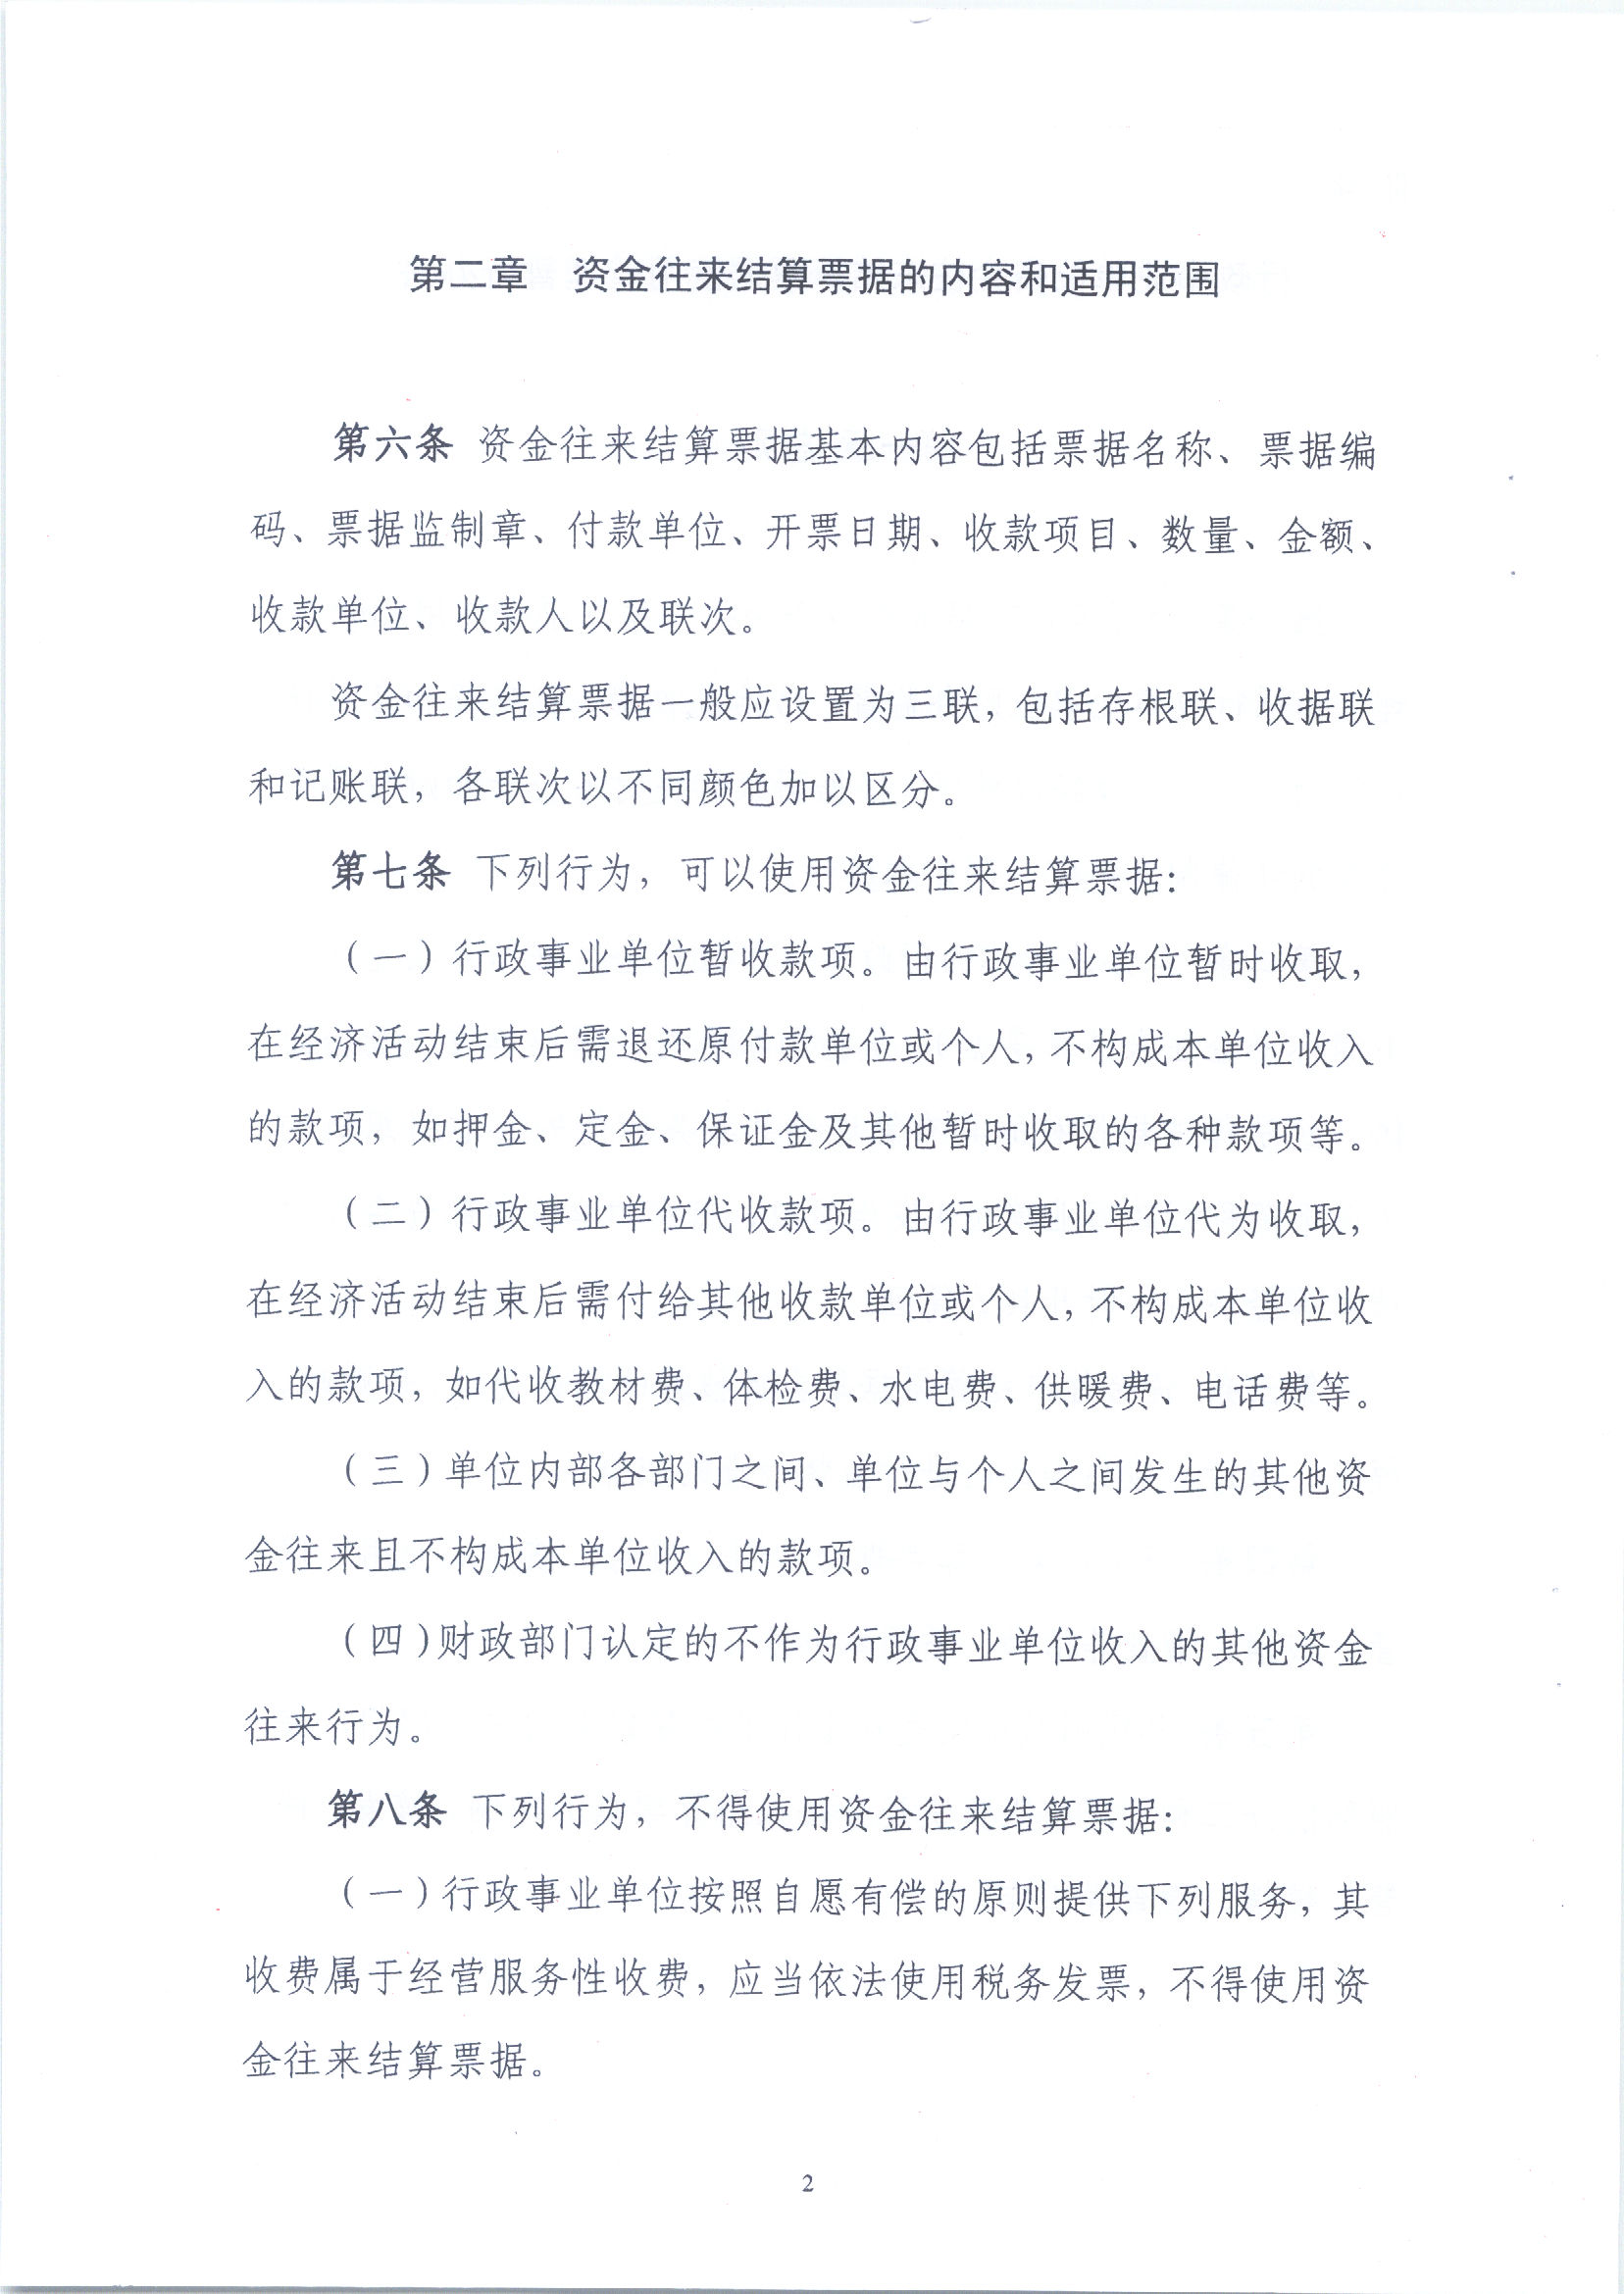 第二章　资金往来结算票据的内容和适用范围
第六条 资金往来结算票据基本内容包括票据名称、票据编
码、票据监制章、付款单位、开票日期、收款项目、数量、金额、
收款单位、收款人以及联次。
资金往来结算票据一般应设置为三联，包括存根联、收据联
和记账联，各联次以不同颜色加以区分。
第七条 下列行为，可以使用资金往来结算票据：
（一）行政事业单位暂收款项。由行政事业单位暂时收取，
在经济活动结束后需退还原付款单位或个人，不构成本单位收入
的款项，如押金、定金、保证金及其他暂时收取的各种款项等。
（二）行政事业单位代收款项。由行政事业单位代为收取，
在经济活动结束后需付给其他收款单位或个人，不构成本单位收
入的款项，如代收教材费、体检费、水电费、供暖费、电话费等。
（三）单位内部各部门之间、单位与个人之间发生的其他资
金往来且不构成本单位收入的款项。
（四）财政部门认定的不作为行政事业单位收入的其他资金
往来行为。
第八条 下列行为，不得使用资金往来结算票据：
（一）行政事业单位按照自愿有偿的原则提供下列服务，其
收费属于经营服务性收费，应当依法使用税务发票，不得使用资
金往来结算票据。
2